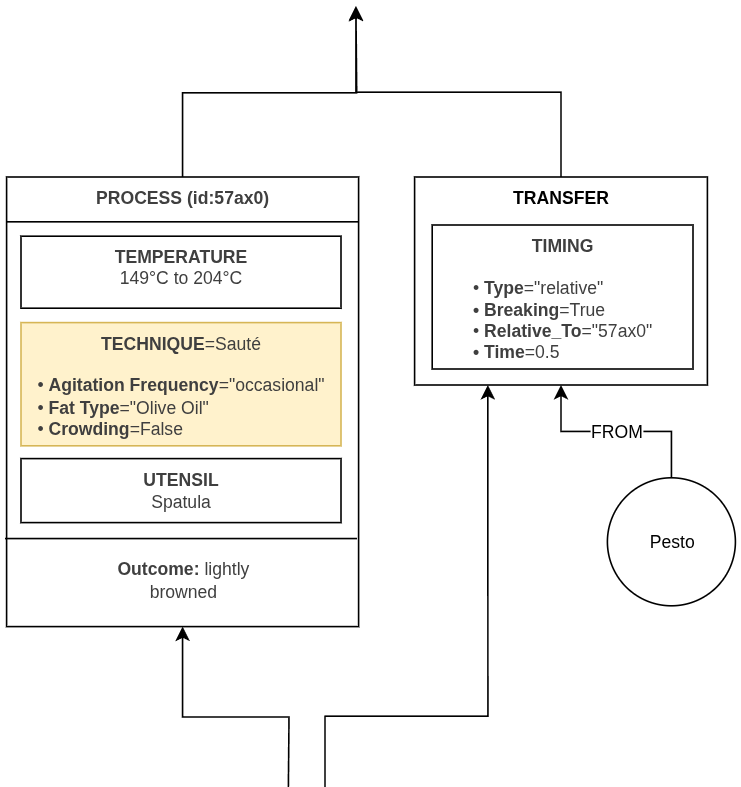 PROCESS (id:57ax0)
TEMPERATURE
149°C to 204°C
TECHNIQUE=Sauté
• Agitation Frequency="occasional"
• Fat Type="Olive Oil"
• Crowding=False
UTENSIL
Spatula
Outcome: lightly
browned
TRANSFER
TIMING
• Type="relative"
• Breaking=True
• Relative_To="57ax0"
• Time=0.5
FROM
Pesto